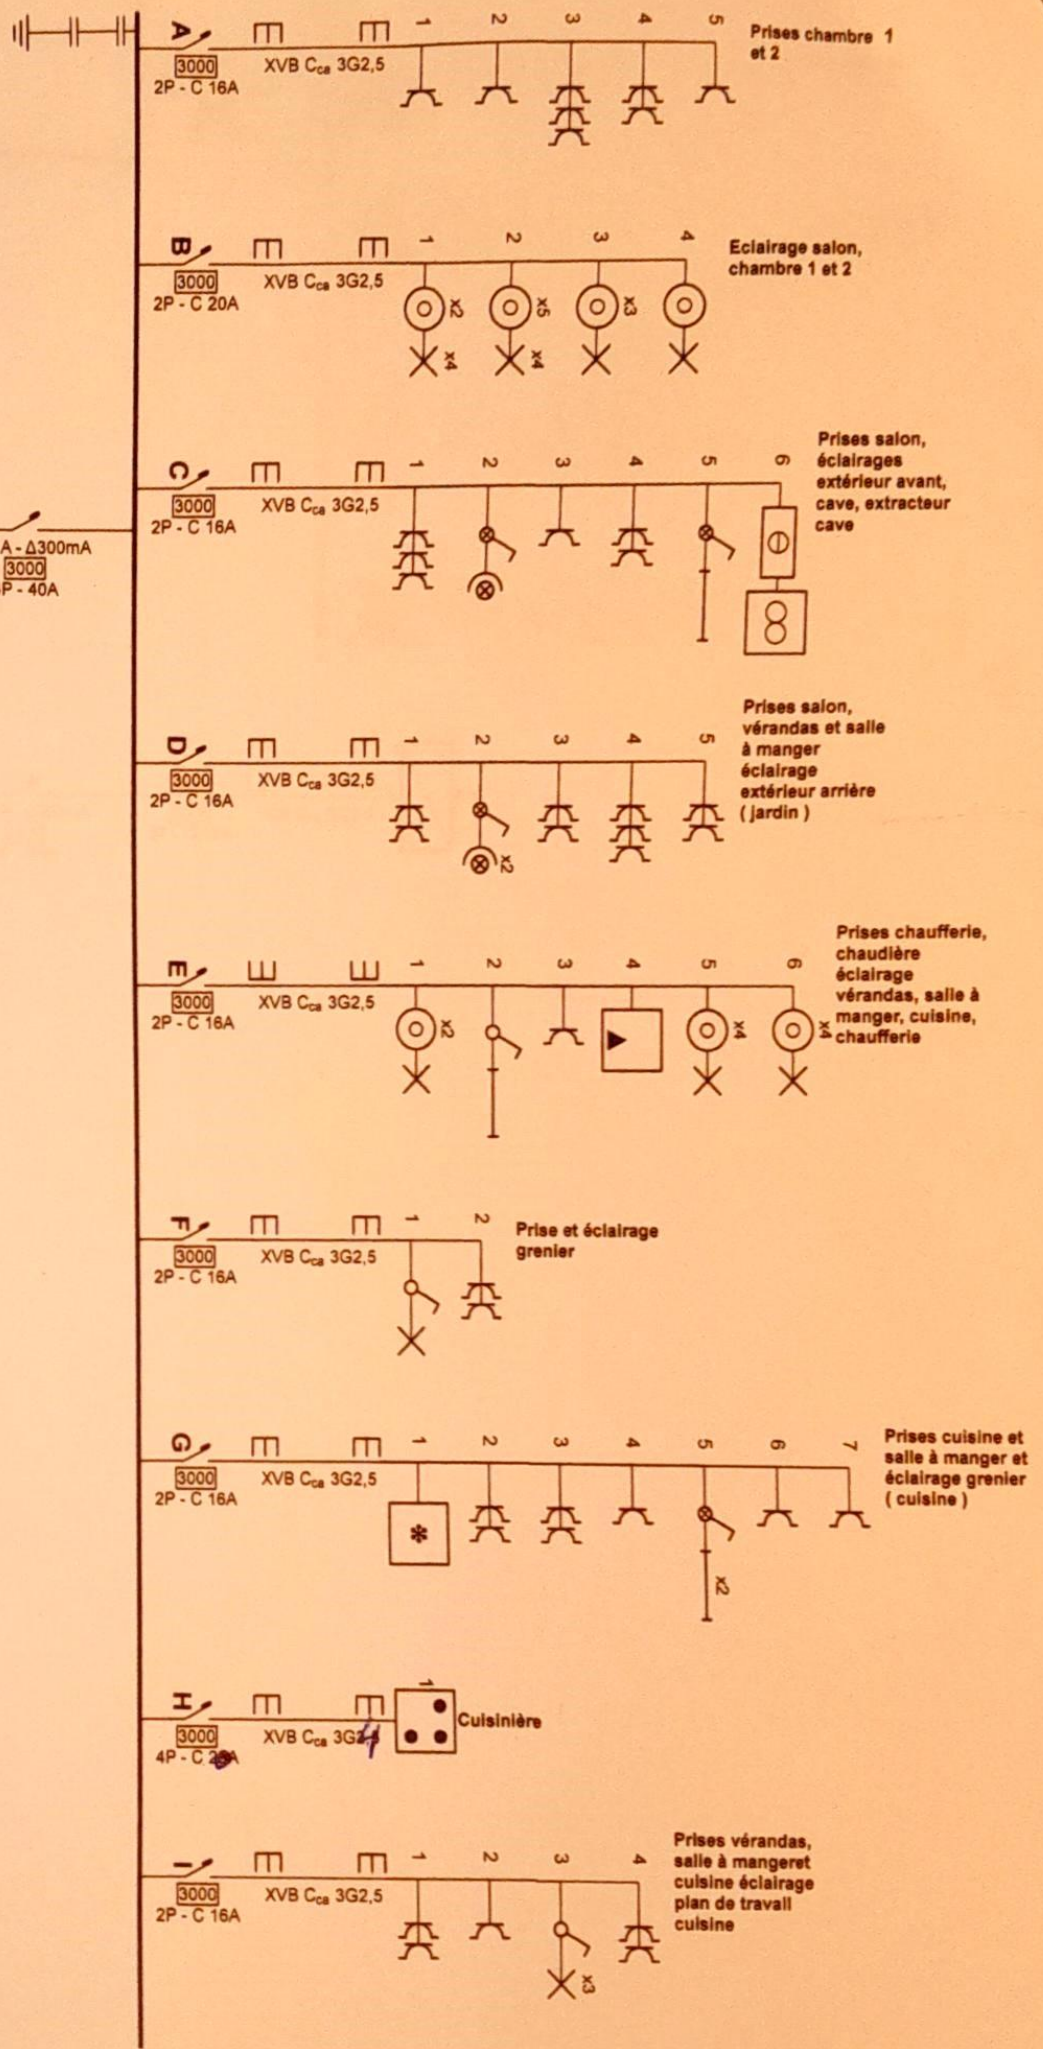 A
3000
2P - C 16A
XVB Cca 3G2,5
1 2 3 4 5
Prises chambre 1
et 2
B
3000
2P - C 20A
XVB Cca 3G2,5
1 2 3 4
x2 x5 x3
x4 x4
Eclairage salon,
chambre 1 et 2
C
3000
2P - C 16A
XVB Cca 3G2,5
1 2 3 4 5 6
Prises salon,
éclairages
extérieur avant,
cave, extracteur
cave
A - Δ300mA
3000
P - 40A
D
3000
2P - C 16A
XVB Cca 3G2,5
1 2 3 4 5
x2
Prises salon,
vérandas et salle
à manger
éclairage
extérieur arrière
( jardin )
E
3000
2P - C 16A
XVB Cca 3G2,5
1 2 3 4 5 6
x2 x4 x4
Prises chaufferie,
chaudière
éclairage
vérandas, salle à
manger, cuisine,
chaufferie
F
3000
2P - C 16A
XVB Cca 3G2,5
1 2
Prise et éclairage
grenier
G
3000
2P - C 16A
XVB Cca 3G2,5
1 2 3 4 5 6 7
x2
Prises cuisine et
salle à manger et
éclairage grenier
( cuisine )
H
3000
4P - C
XVB Cca
1
Cuisinière
I
3000
2P - C 16A
XVB Cca 3G2,5
1 2 3 4
x3
Prises vérandas,
salle à mangeret
cuisine éclairage
plan de travail
cuisine